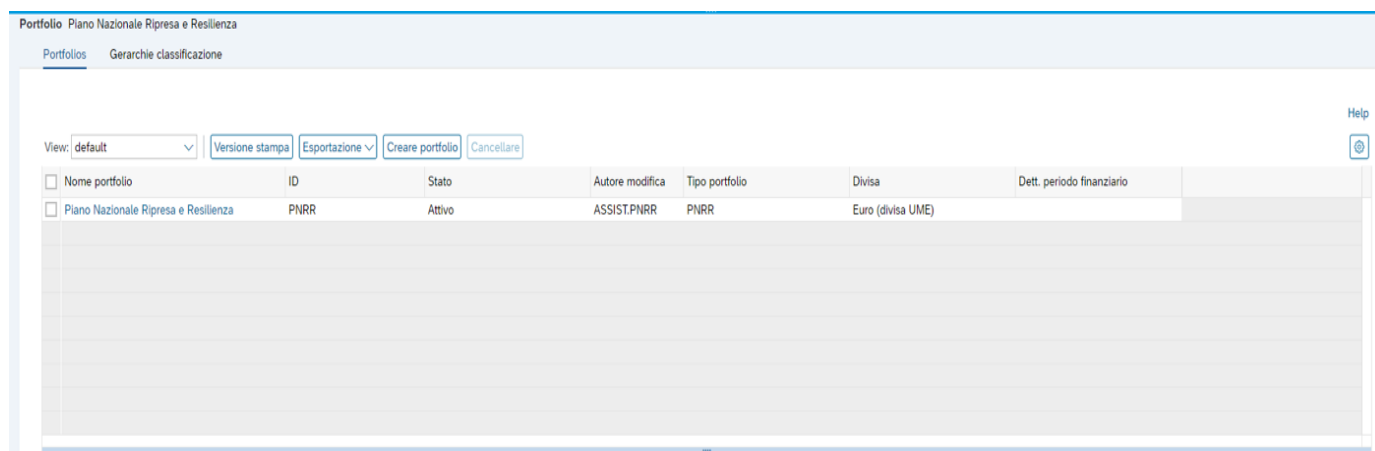 Portfolio Piano Nazionale Ripresa e Resilienza
Portfolios Gerarchie classificazione
Help
View: default Versione stampa Esportazione Creare portfolio Cancellare
Nome portfolio ID Stato Autore modifica Tipo portfolio Divisa Dett. periodo finanziario
Piano Nazionale Ripresa e Resilienza PNRR Attivo ASSIST.PNRR PNRR Euro (divisa UME)